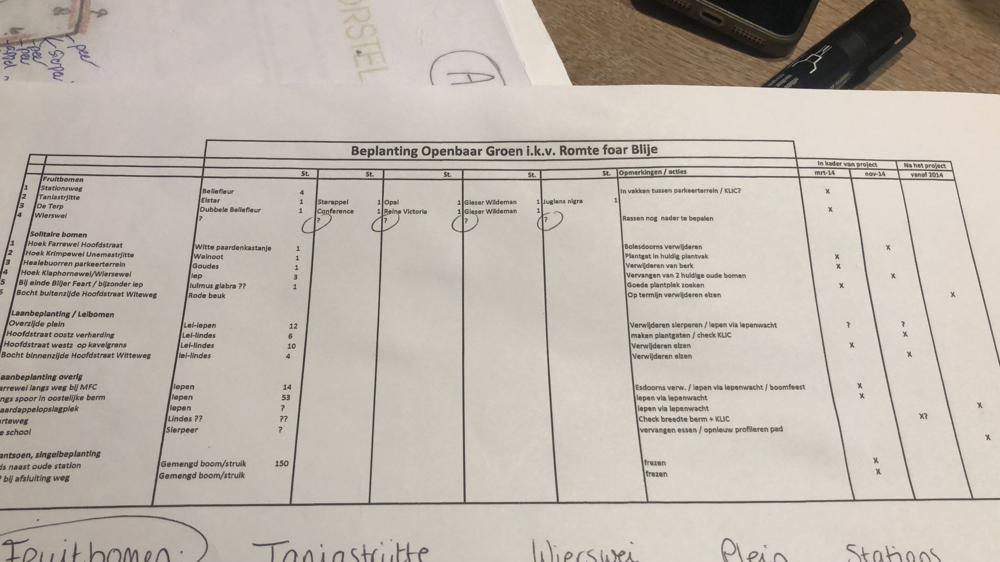 peer
Sierpeer
peer
peer
appel
ORSTEL
A
Beplanting Openbaar Groen i.k.v. Romte foar Blije
In kader van project Na het project
St. St. St. St. St. Opmerkingen / acties mrt-14 nov-14 vanaf 2014
Fruitbomen
1 Stationsweg Bellefleur 4 In vakken tussen parkeerterrein / KLIC? X
2 Taniastrjitte Elstar 1 Sterappel 1 Opal 1 Gieser Wildeman 1 Juglans nigra 1
3 De Terp Dubbele Bellefleur 1 Conference 1 Reine Victoria 1 Gieser Wildeman 1 X
4 Wierswei ? ? ? ? ? Rassen nog nader te bepalen
Solitaire bomen
1 Hoek Farrewei Hoofdstraat Witte paardenkastanje 1 Bolesdoorns verwijderen X
2 Hoek Krimpewei Unemastrjitte Walnoot 1 Plantgat in huidig plantvak X
3 Healebuorren parkeerterrein Goudes 1 Verwijderen van berk X
4 Hoek Klaphornewei/Wiersewei Iep 3 Vervangen van 2 huidige oude bomen X
5 Bij einde Blijer Feart / bijzonder iep Iulmus glabra ?? 1 Goede plantplek zoeken X
6 Bocht buitenzijde Hoofdstraat Witeweg Rode beuk Op termijn verwijderen elzen X
Laanbeplanting / Leibomen
Overzijde plein Lei-iepen 12 Verwijderen sierperen / iepen via iepenwacht ? ?
Hoofdstraat oostz verharding Lei-lindes 6 maken plantgaten / check KLIC X
Hoofdstraat westz op kavelgrens Lei-lindes 10 Verwijderen elzen X
Bocht binnenzijde Hoofdstraat Witteweg lei-lindes 4 Verwijderen elzen X
aanbeplanting overig
arrewei langs weg bij MFC Iepen 14 Esdoorns verw. / iepen via iepenwacht / boomfeest X
ngs spoor in oostelijke berm Iepen 53 Iepen via iepenwacht X
aardappelopslagplek Iepen ? Iepen via iepenwacht X
arteweg Lindes ?? ?? Check breedte berm + KLIC X?
e school Sierpeer ? vervangen essen / opnieuw profileren pad X
antsoen, singelbeplanting
ds naast oude station Gemengd boom/struik 150 frezen X
? bij afsluiting weg Gemengd boom/struik frezen X
Fruitbomen: Taniastrjitte Wierswei Plein Stations